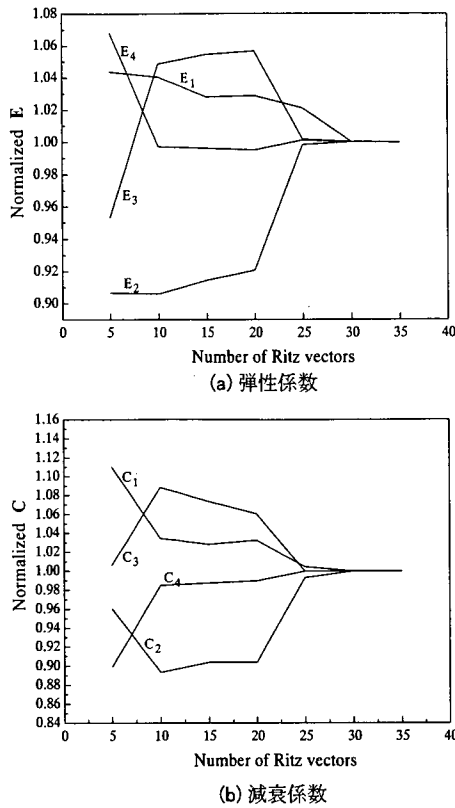 Normalized E
1.08
1.06
1.04
1.02
1.00
0.98
0.96
0.94
0.92
0.90
E4
E1
E3
E2
0 5 10 15 20 25 30 35 40
Number of Ritz vectors
(a) 弾性係数
Normalized C
1.16
1.14
1.12
1.10
1.08
1.06
1.04
1.02
1.00
0.98
0.96
0.94
0.92
0.90
0.88
0.86
0.84
C1
C3
C4
C2
0 5 10 15 20 25 30 35 40
Number of Ritz vectors
(b) 減衰係数